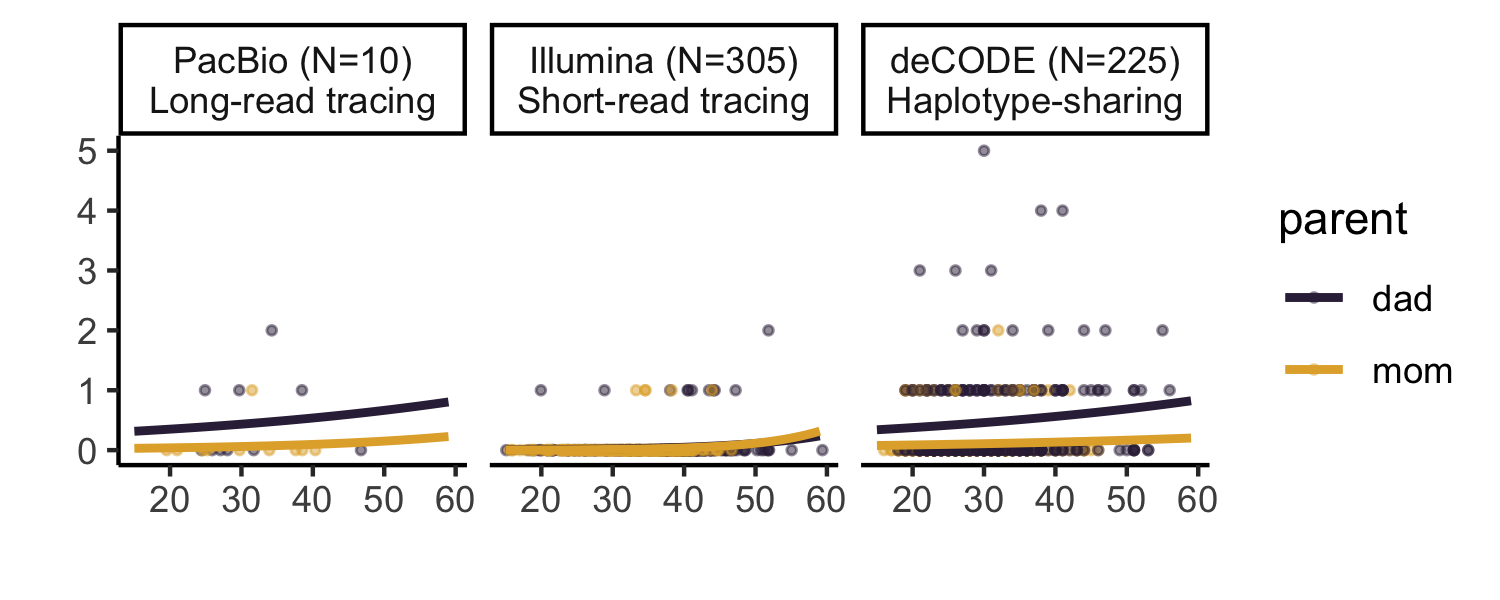 PacBio (N=10)
Long-read tracing
Illumina (N=305)
Short-read tracing
deCODE (N=225)
Haplotype-sharing
5
4
3
2
1
0
20 30 40 50 60
20 30 40 50 60
20 30 40 50 60
parent
dad
mom